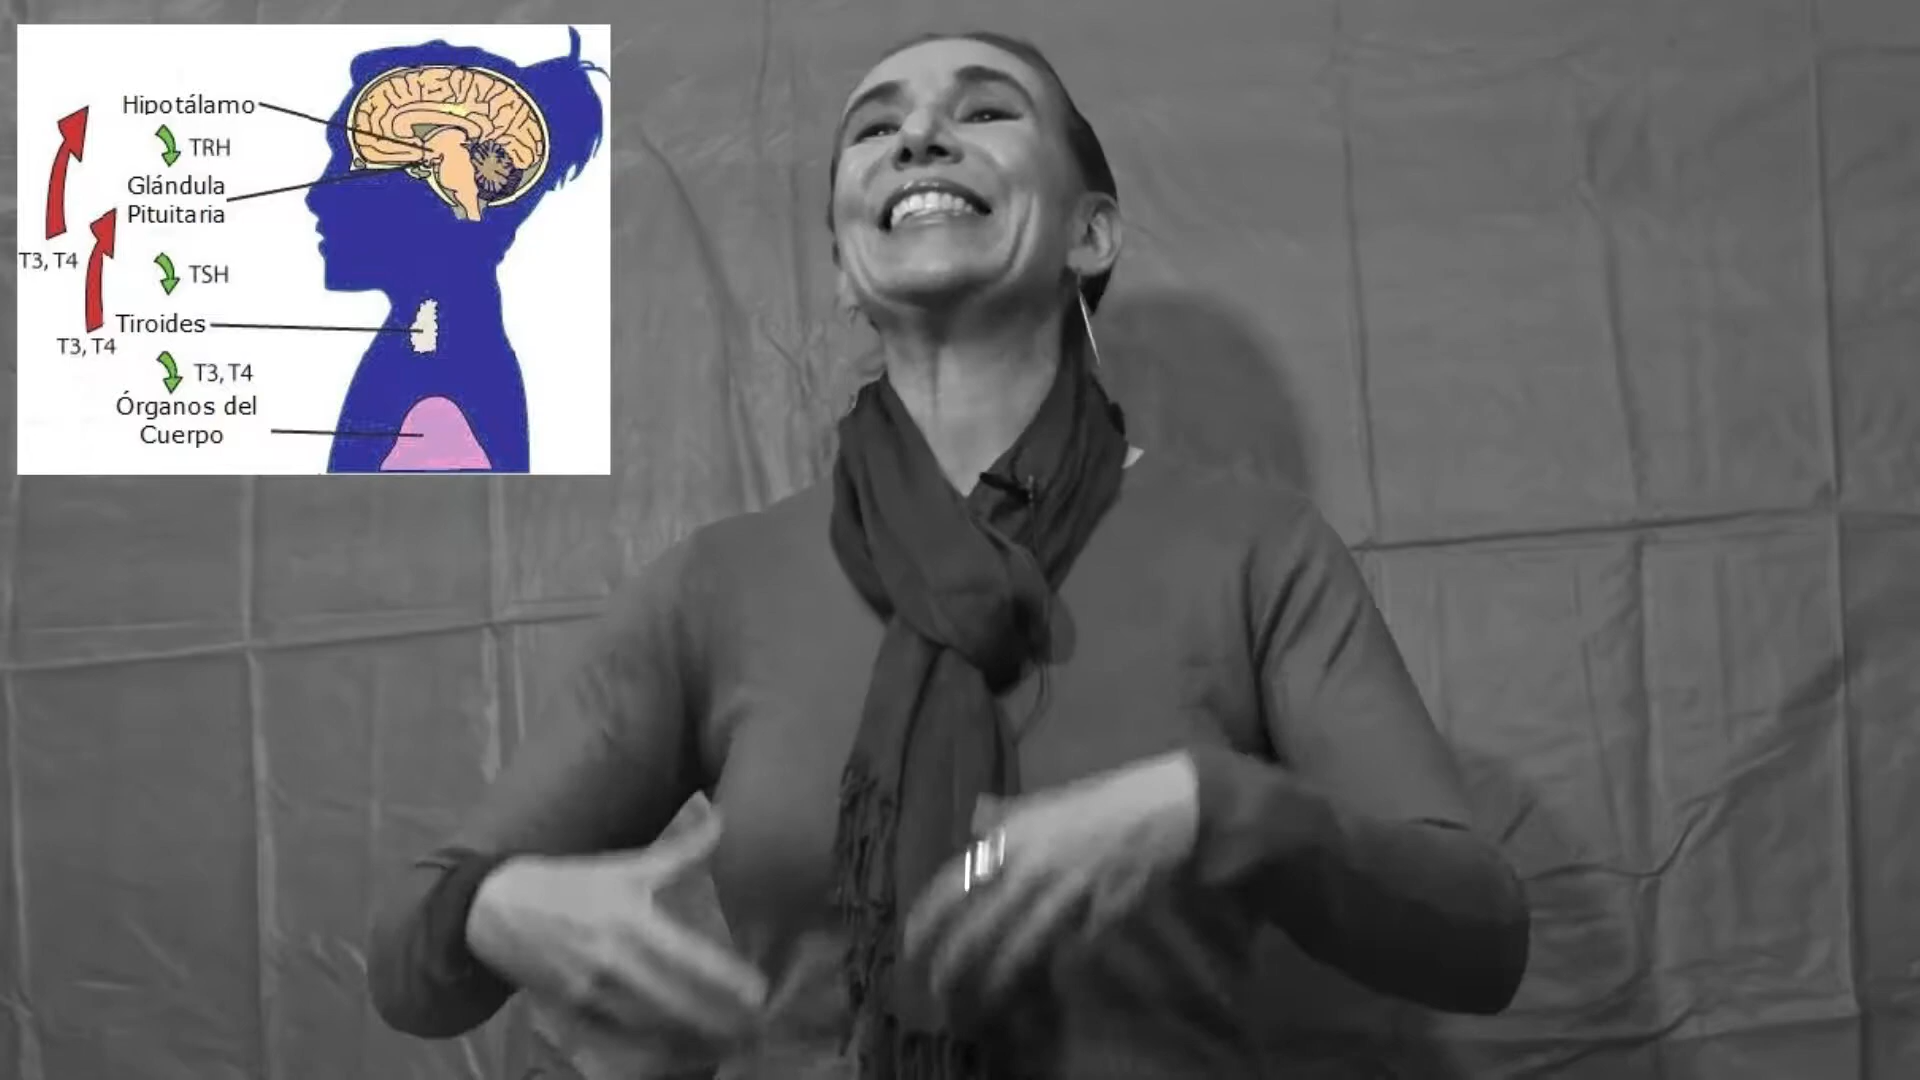 Hipotálamo
TRH
Glándula
Pituitaria
T3, T4
TSH
Tiroides
T3, T4
T3, T4
Órganos del
Cuerpo